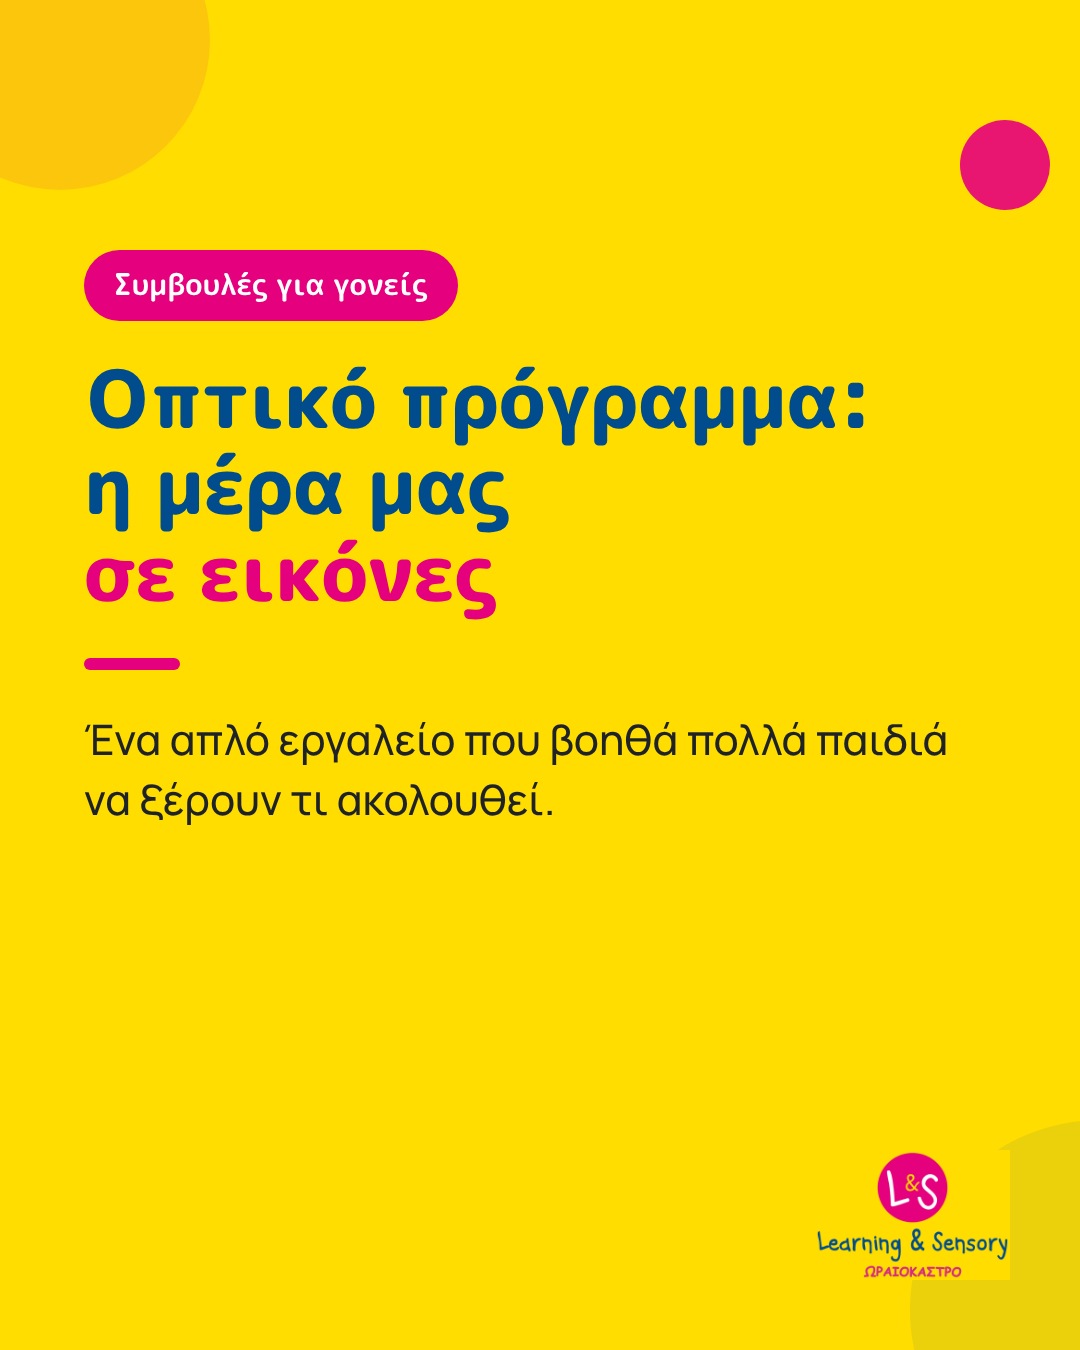 Συμβουλές για γονείς
Οπτικό πρόγραμμα:
η μέρα μας
σε εικόνες
Ένα απλό εργαλείο που βοηθά πολλά παιδιά
να ξέρουν τι ακολουθεί.
L&S
Learning & Sensory
ΩΡΑΙΟΚΑΣΤΡΟ